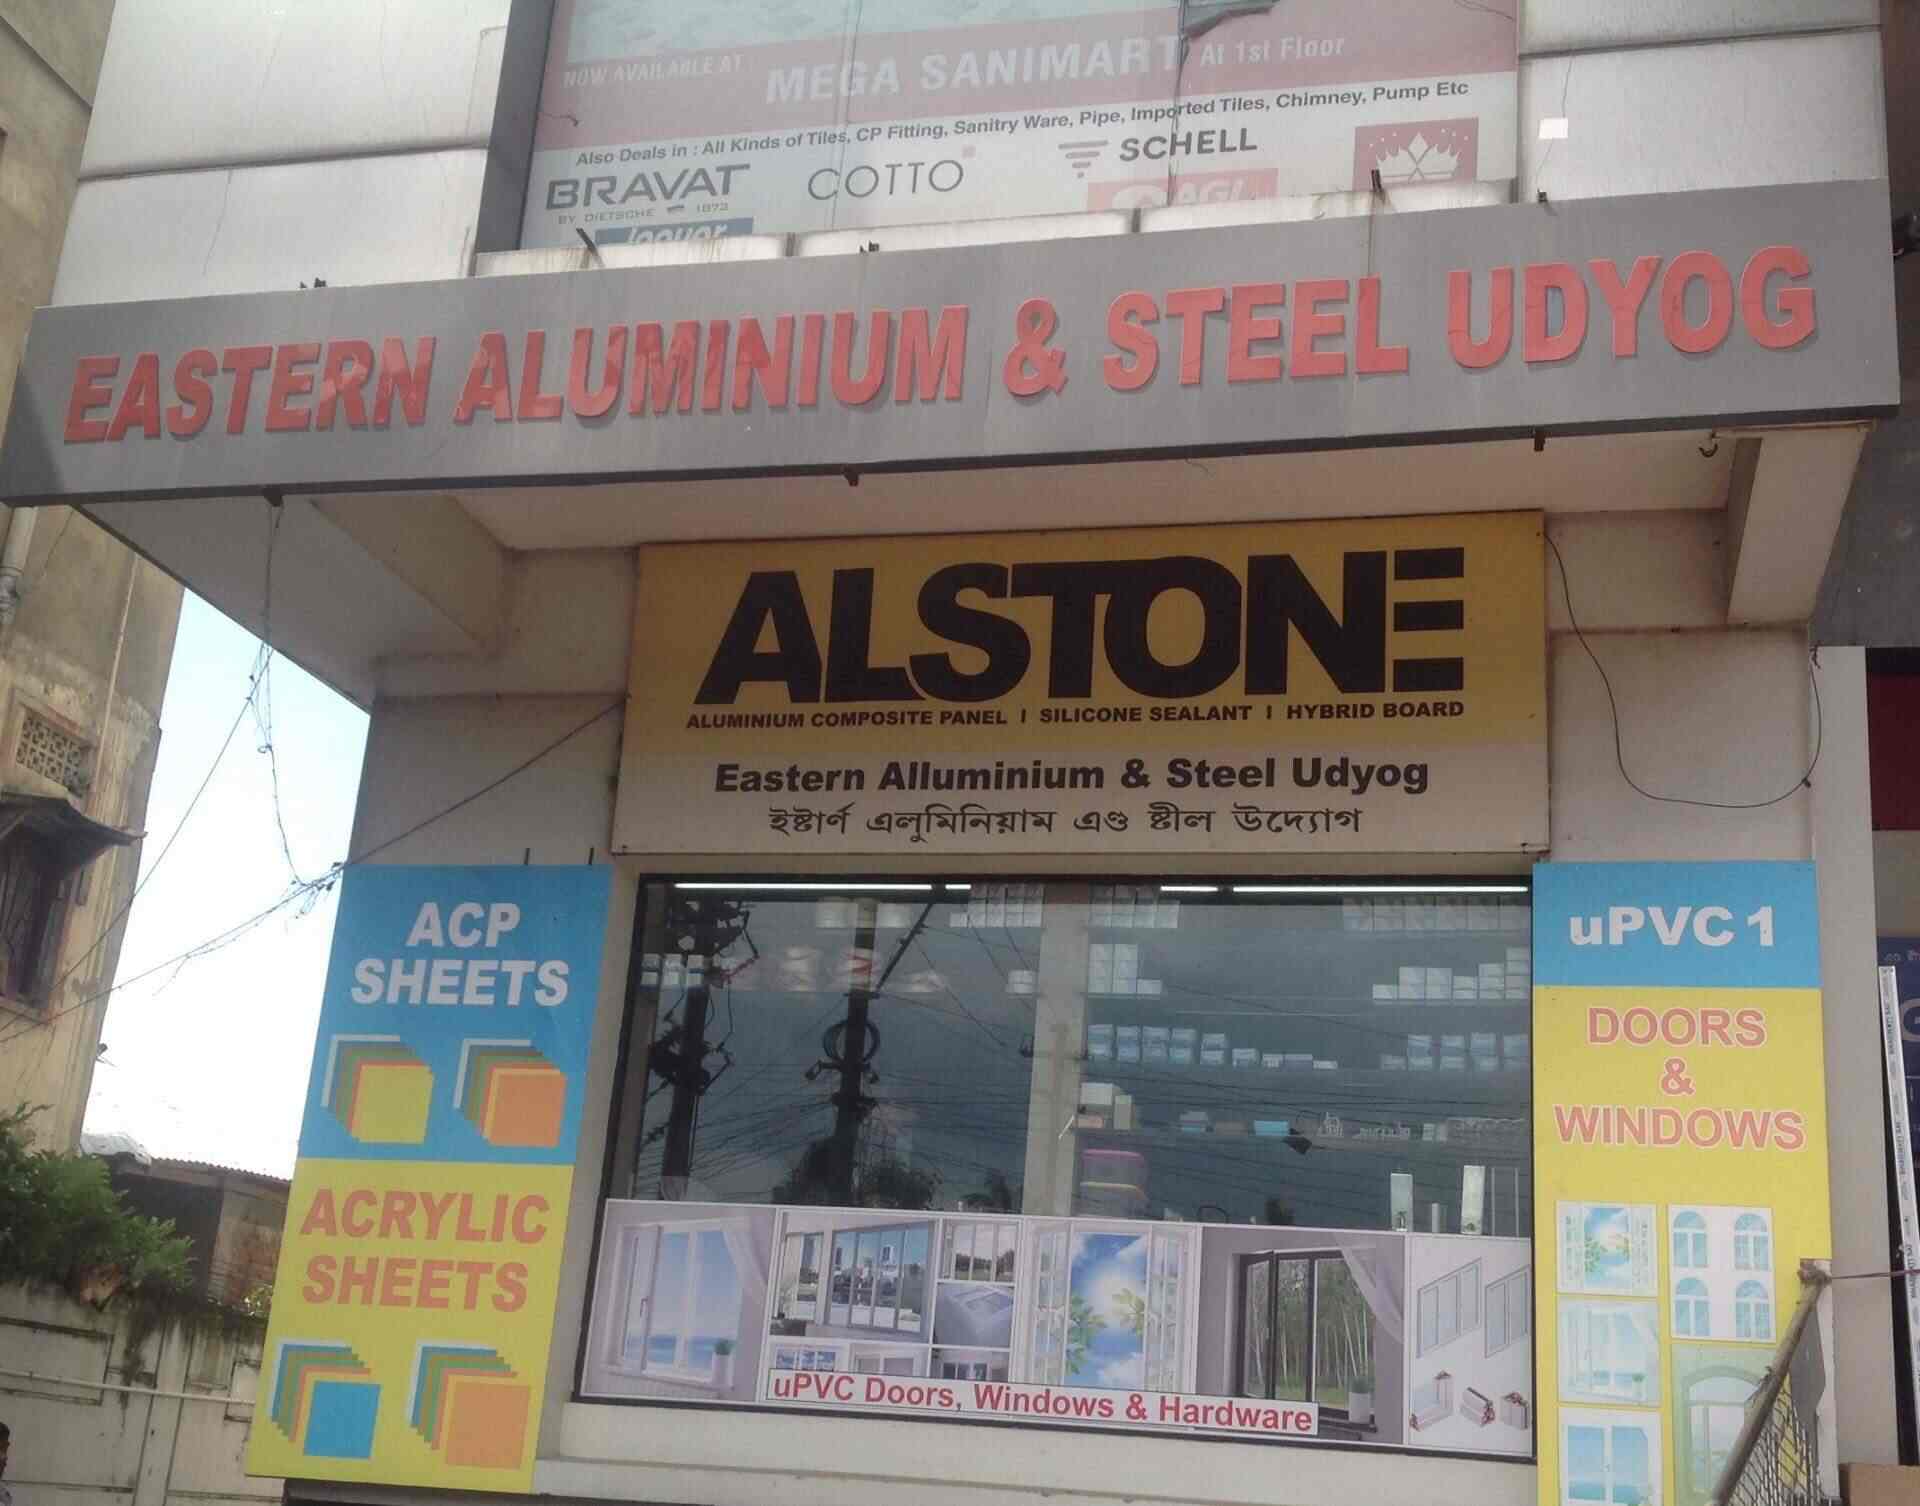 NOW AVAILABLE AT : MEGA SANIMART At 1st Floor
Also Deals in : All Kinds of Tiles, CP Fitting, Sanitry Ware, Pipe, Imported Tiles, Chimney, Pump Etc
BRAVAT
BY DIETSCHE 1873
COTTO
SCHELL
AGL
EASTERN ALUMINIUM & STEEL UDYOG
ALSTONE
ALUMINIUM COMPOSITE PANEL | SILICONE SEALANT | HYBRID BOARD
Eastern Alluminium & Steel Udyog
ইষ্টাৰ্ণ এলুমিনিয়াম এণ্ড ষ্টীল উদ্যোগ
ACP
SHEETS
ACRYLIC
SHEETS
uPVC 1
DOORS
&
WINDOWS
uPVC Doors, Windows & Hardware